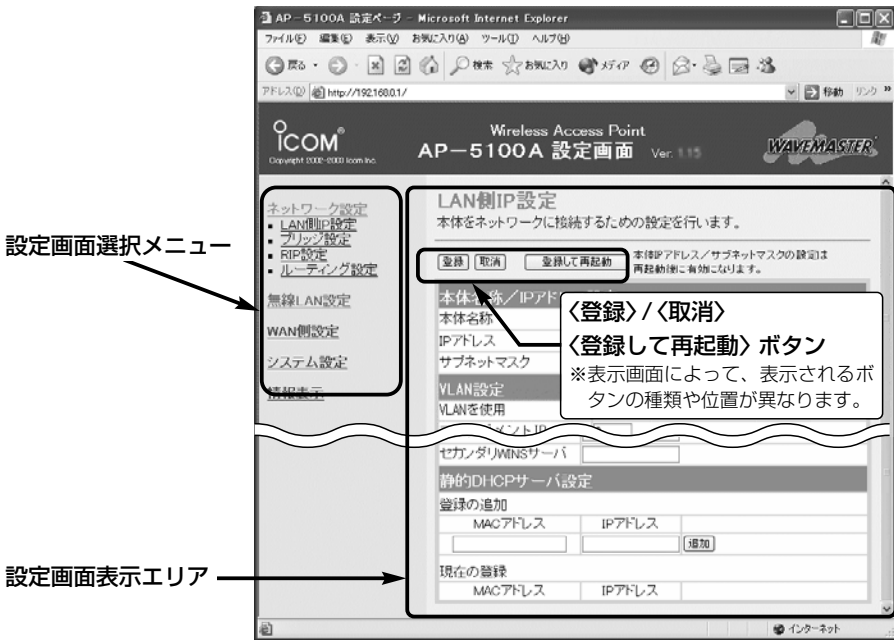 AP-5100A 設定ページ - Microsoft Internet Explorer
ファイル(F) 編集(E) 表示(V) お気に入り(A) ツール(T) ヘルプ(H)
戻る 検索 お気に入り メディア
アドレス(D) http://192.168.0.1/ 移動 リンク »
ICOM®
Copyright 2002-2003 Icom Inc.
Wireless Access Point
AP-5100A 設定画面 Ver. 1.15
WAVEMASTER
設定画面選択メニュー
ネットワーク設定
▪ LAN側IP設定
▪ ブリッジ設定
▪ RIP設定
▪ ルーティング設定
無線LAN設定
WAN側設定
システム設定
情報表示
LAN側IP設定
本体をネットワークに接続するための設定を行います。
登録 取消 登録して再起動
本体IPアドレス/サブネットマスクの設定は
再起動後に有効になります。
本体名称/IPアド
本体名称
IPアドレス
サブネットマスク
VLAN設定
VLANを使用
〈登録〉/〈取消〉
〈登録して再起動〉ボタン
※表示画面によって、表示されるボ
タンの種類や位置が異なります。
セカンダリWINSサーバ
静的DHCPサーバ設定
登録の追加
MACアドレス IPアドレス
追加
現在の登録
MACアドレス IPアドレス
設定画面表示エリア
インターネット